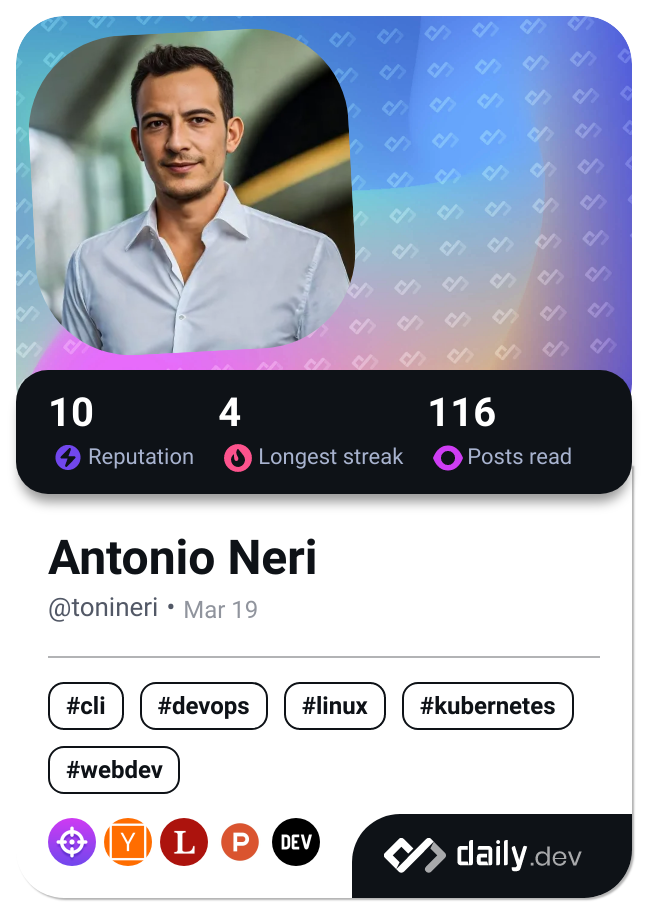 10 4 116
Reputation Longest streak Posts read
Antonio Neri
@tonineri • Mar 19
#cli #devops #linux #kubernetes
#webdev
Y L P DEV
daily.dev